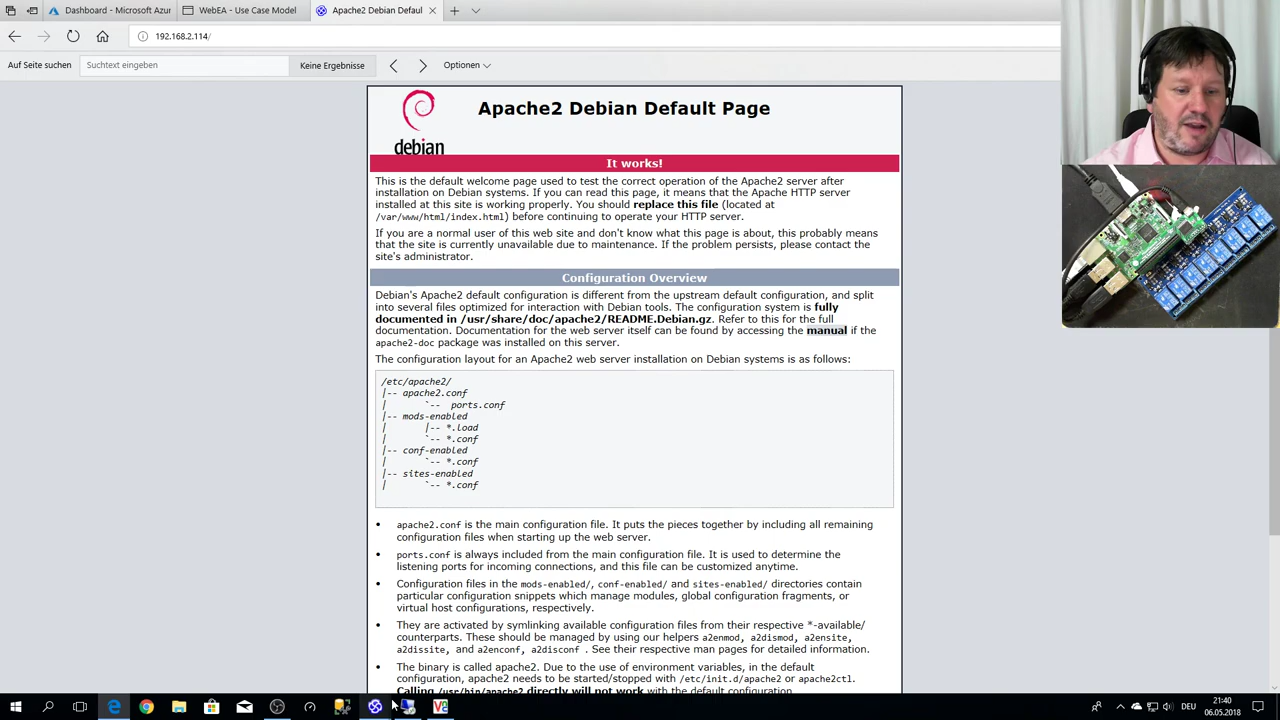 Dashboard - Microsoft Azur
WebEA - Use Case Model
Apache2 Debian Defaul
192.168.2.114/
Auf Seite suchen
Suchtext eingeben
Keine Ergebnisse
Optionen
debian
Apache2 Debian Default Page
It works!
This is the default welcome page used to test the correct operation of the Apache2 server after
installation on Debian systems. If you can read this page, it means that the Apache HTTP server
installed at this site is working properly. You should replace this file (located at
/var/www/html/index.html) before continuing to operate your HTTP server.
If you are a normal user of this web site and don't know what this page is about, this probably means
that the site is currently unavailable due to maintenance. If the problem persists, please contact the
site's administrator.
Configuration Overview
Debian's Apache2 default configuration is different from the upstream default configuration, and split
into several files optimized for interaction with Debian tools. The configuration system is fully
documented in /usr/share/doc/apache2/README.Debian.gz. Refer to this for the full
documentation. Documentation for the web server itself can be found by accessing the manual if the
apache2-doc package was installed on this server.
The configuration layout for an Apache2 web server installation on Debian systems is as follows:
/etc/apache2/
|-- apache2.conf
|       `--  ports.conf
|-- mods-enabled
|       |-- *.load
|       `-- *.conf
|-- conf-enabled
|       `-- *.conf
|-- sites-enabled
|       `-- *.conf
• apache2.conf is the main configuration file. It puts the pieces together by including all remaining
configuration files when starting up the web server.
• ports.conf is always included from the main configuration file. It is used to determine the
listening ports for incoming connections, and this file can be customized anytime.
• Configuration files in the mods-enabled/, conf-enabled/ and sites-enabled/ directories contain
particular configuration snippets which manage modules, global configuration fragments, or
virtual host configurations, respectively.
• They are activated by symlinking available configuration files from their respective *-available/
counterparts. These should be managed by using our helpers a2enmod, a2dismod, a2ensite,
a2dissite, and a2enconf, a2disconf . See their respective man pages for detailed information.
• The binary is called apache2. Due to the use of environment variables, in the default
configuration, apache2 needs to be started/stopped with /etc/init.d/apache2 or apache2ctl.
Calling /usr/bin/apache2 directly will not work with the default configuration.
DEU
21:40
06.05.2018